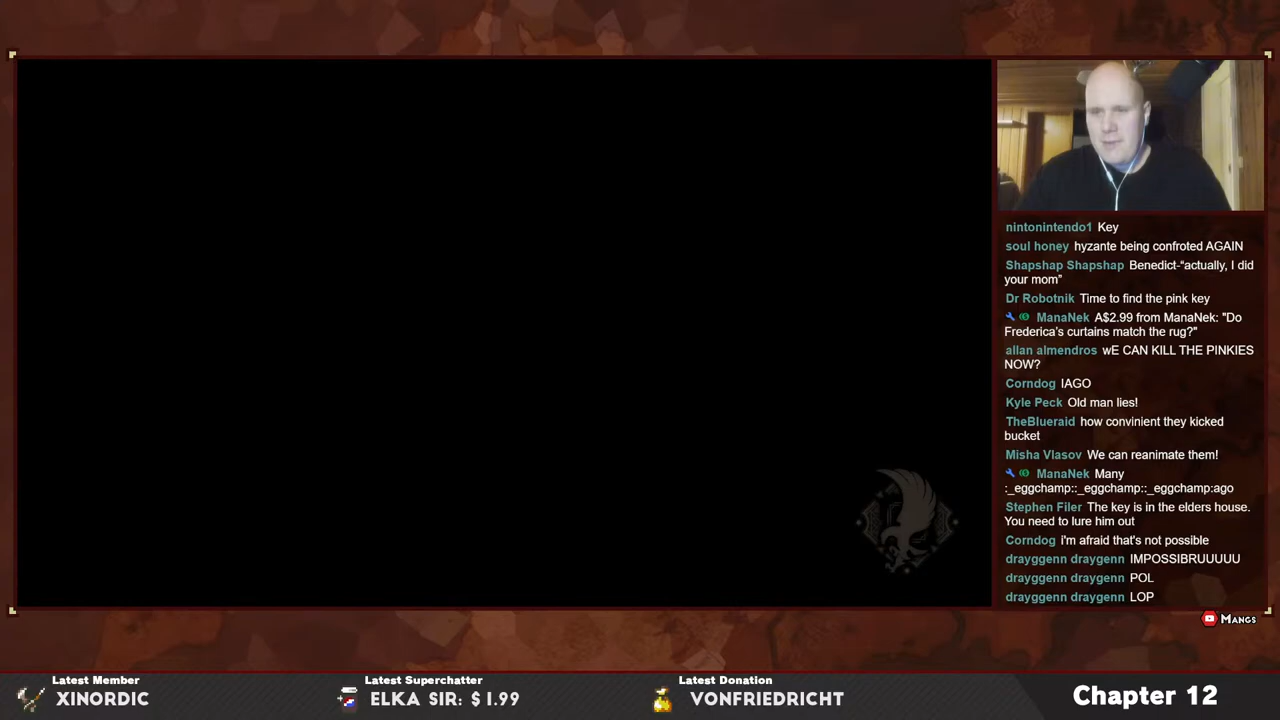 nintonintendo1 Key
soul honey hyzante being confroted AGAIN
Shapshap Shapshap Benedict-“actually, I did
your mom”
Dr Robotnik Time to find the pink key
ManaNek A$2.99 from ManaNek: "Do
Frederica's curtains match the rug?"
allan almendros wE CAN KILL THE PINKIES
NOW?
Corndog IAGO
Kyle Peck Old man lies!
TheBlueraid how convinient they kicked
bucket
Misha Vlasov We can reanimate them!
ManaNek Many
:_eggchamp::_eggchamp::_eggchamp:ago
Stephen Filer The key is in the elders house.
You need to lure him out
Corndog i'm afraid that's not possible
drayggenn draygenn IMPOSSIBRUUUUU
drayggenn draygenn POL
drayggenn draygenn LOP
Mangs
Latest Member
XINORDIC
Latest Superchatter
ELKA SIR: $1.99
Latest Donation
VONFRIEDRICHT
Chapter 12